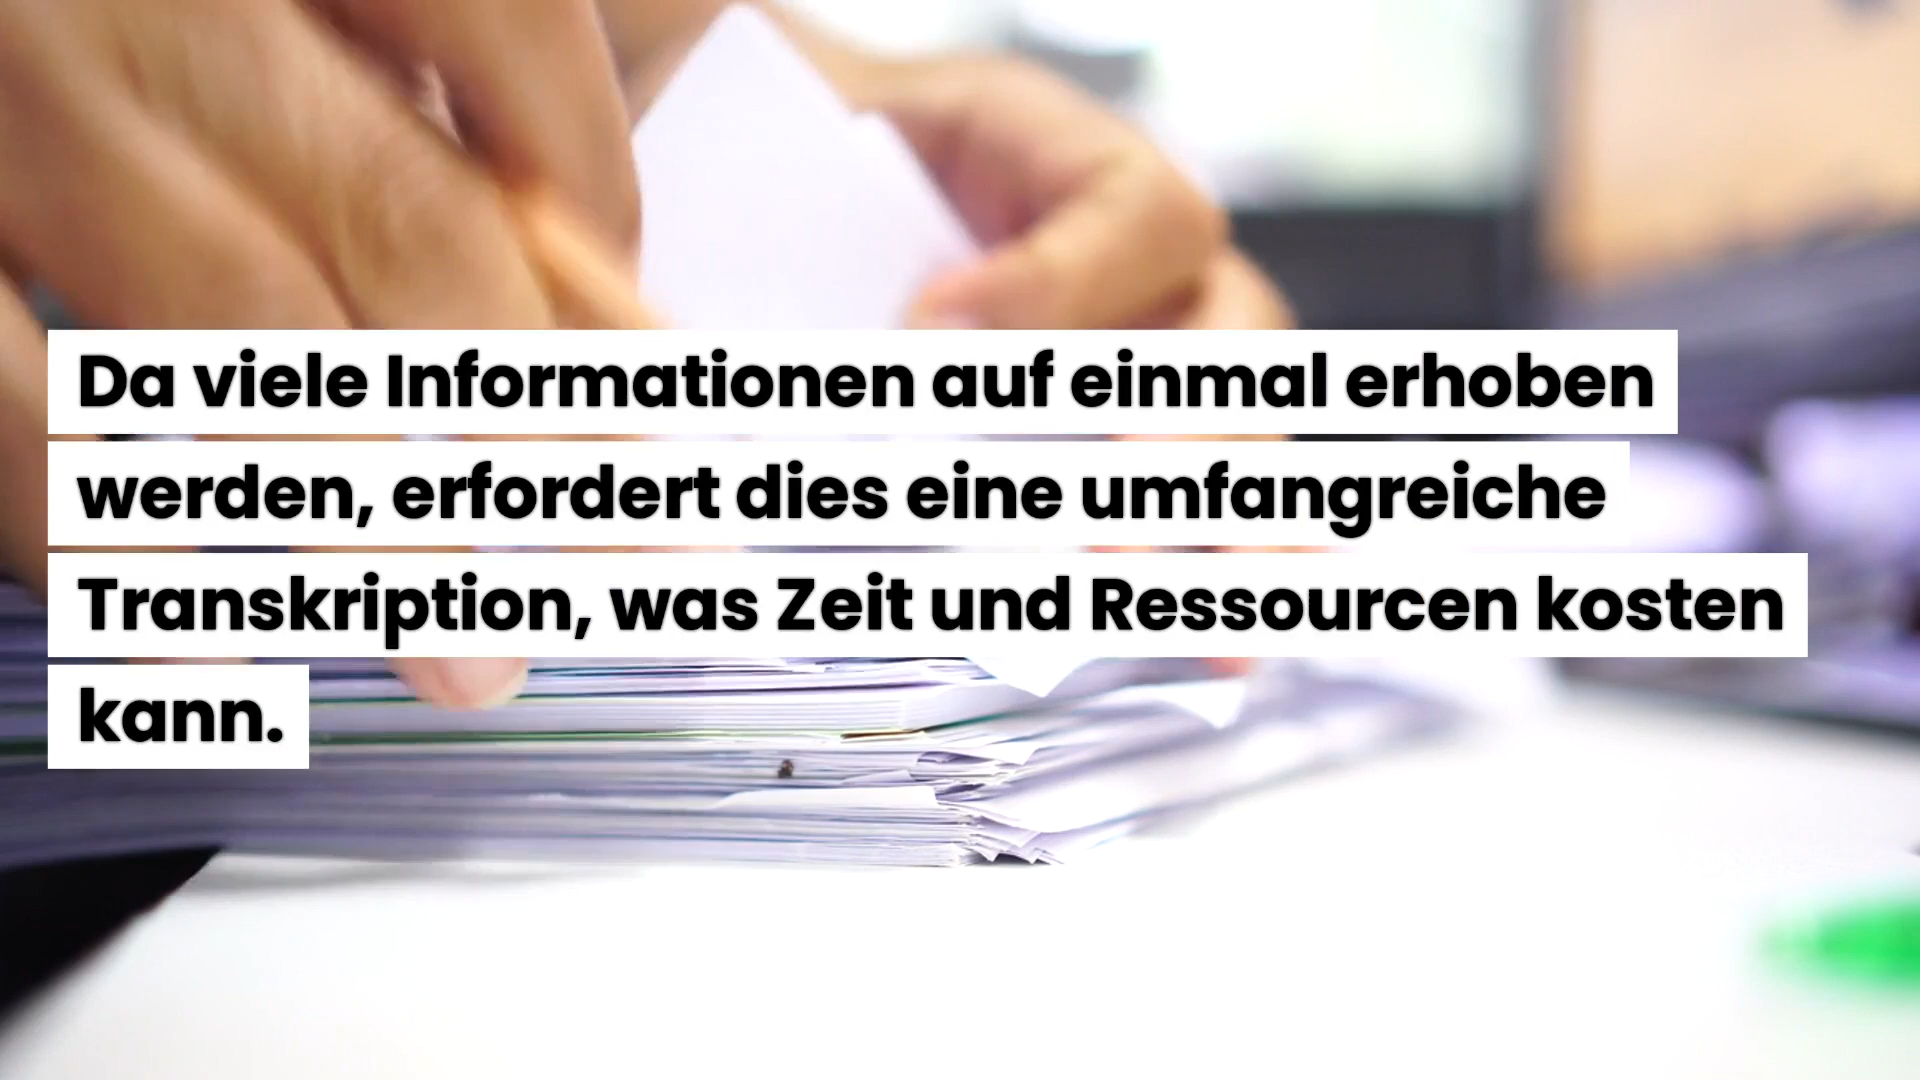 Da viele Informationen auf einmal erhoben
werden, erfordert dies eine umfangreiche
Transkription, was Zeit und Ressourcen kosten
kann.